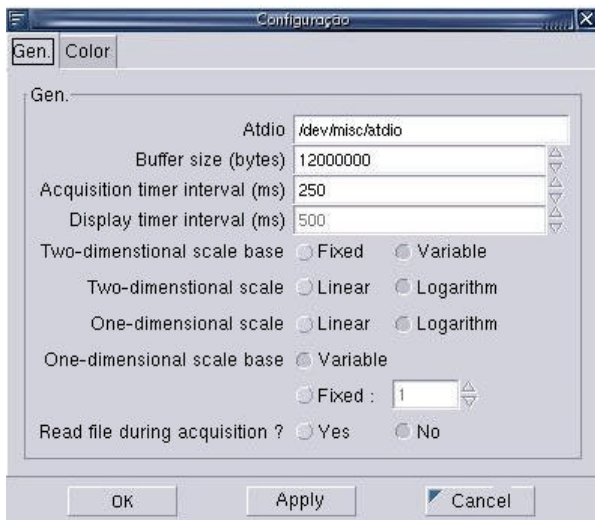 Configuração
Gen. Color
Gen.
Atdio /dev/misc/atdio
Buffer size (bytes) 12000000
Acquisition timer interval (ms) 250
Display timer interval (ms) 500
Two-dimenstional scale base Fixed Variable
Two-dimenstional scale Linear Logarithm
One-dimensional scale Linear Logarithm
One-dimensional scale base Variable
Fixed : 1
Read file during acquisition ? Yes No
OK Apply Cancel